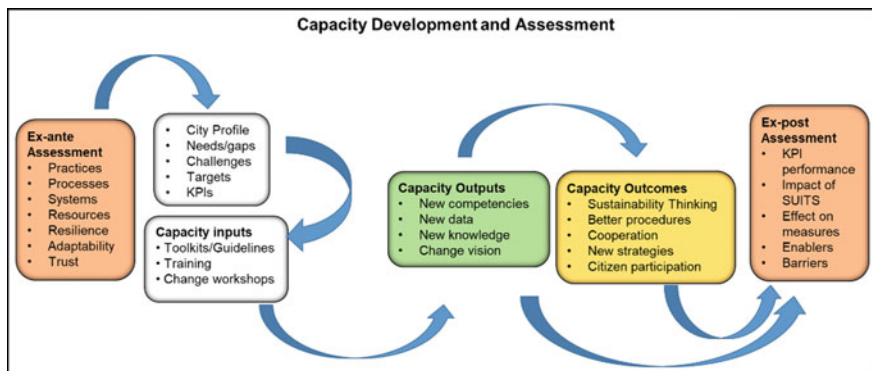 Capacity Development and Assessment
Ex-ante
Assessment
• Practices
• Processes
• Systems
• Resources
• Resilience
• Adaptability
• Trust
• City Profile
• Needs/gaps
• Challenges
• Targets
• KPIs
Capacity inputs
• Toolkits/Guidelines
• Training
• Change workshops
Capacity Outputs
• New competencies
• New data
• New knowledge
• Change vision
Capacity Outcomes
• Sustainability Thinking
• Better procedures
• Cooperation
• New strategies
• Citizen participation
Ex-post
Assessment
• KPI
performance
• Impact of
SUITS
• Effect on
measures
• Enablers
• Barriers